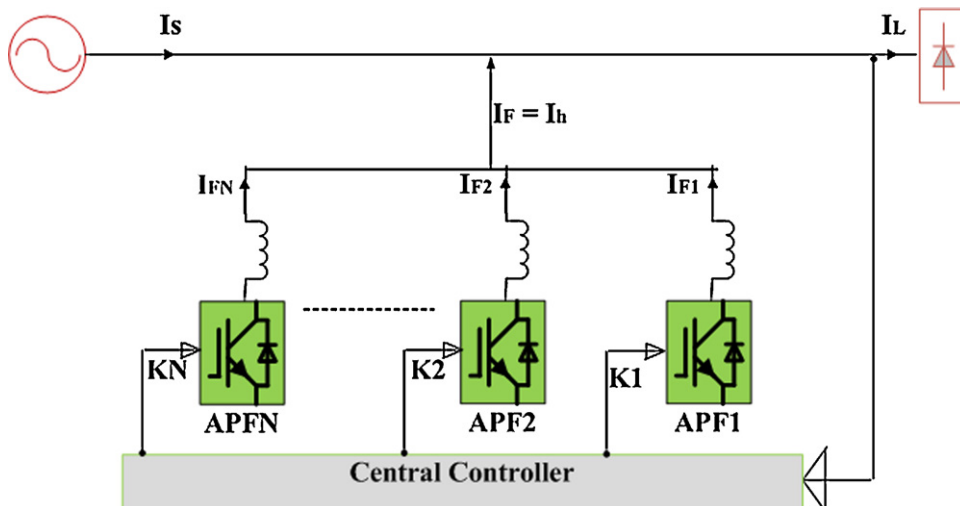 Is
IL
IF = Ih
IFN
IF2
IF1
KN
K2
K1
APFN
APF2
APF1
Central Controller